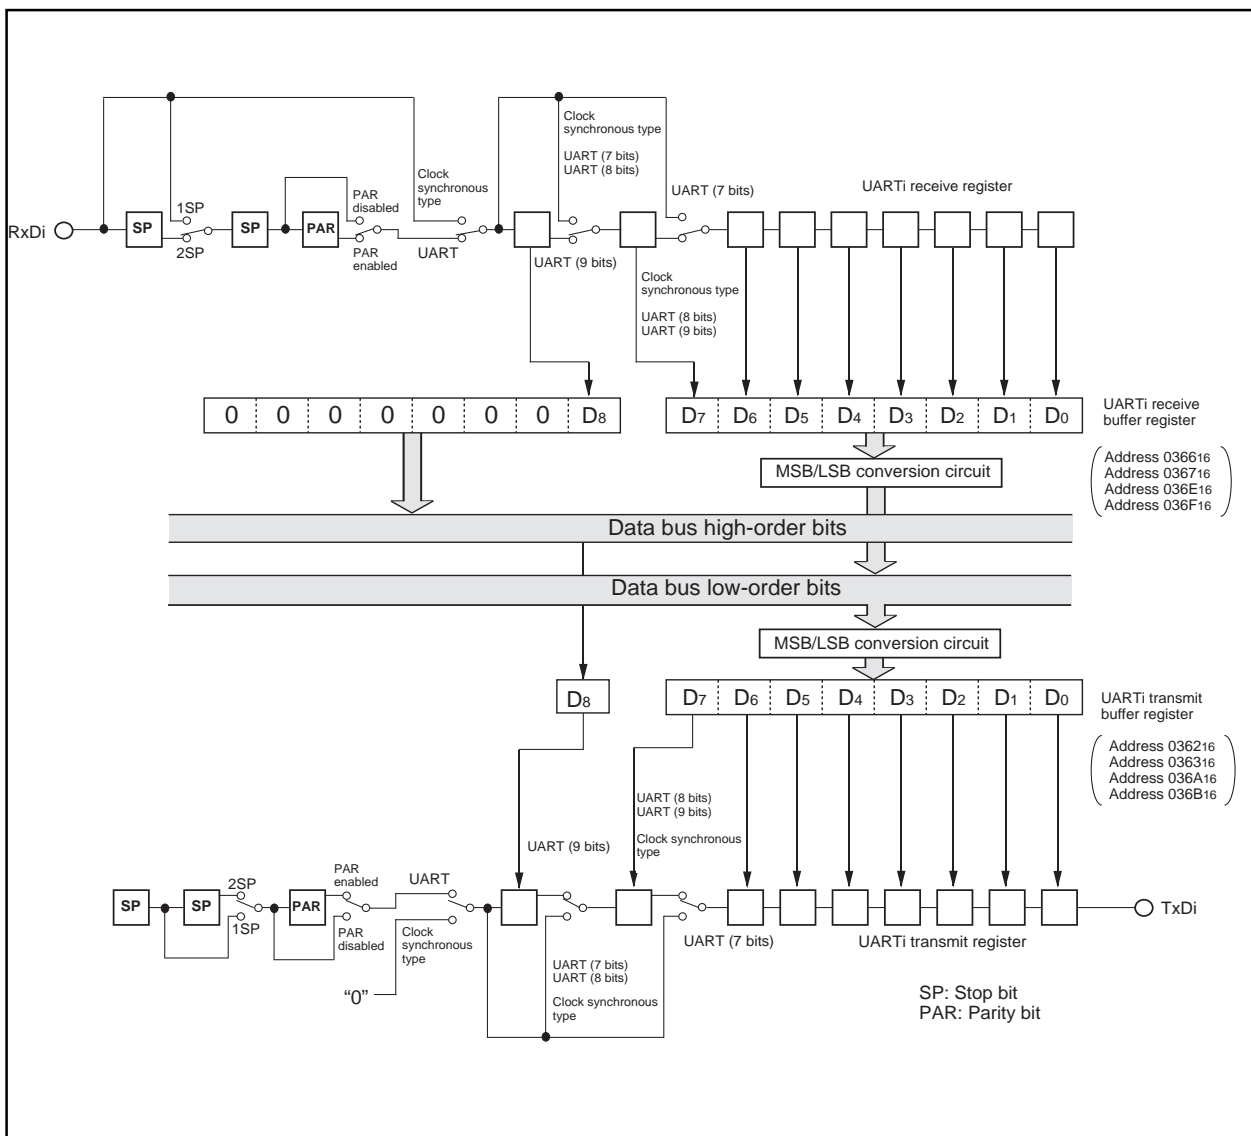 Clock
synchronous type
UART (7 bits)
UART (8 bits)
Clock
synchronous
type
PAR
disabled
UART (7 bits)
UARTi receive register
1SP
RxDi
SP
SP
PAR
2SP
PAR
enabled
UART
UART (9 bits)
Clock
synchronous type
UART (8 bits)
UART (9 bits)
0 0 0 0 0 0 0 D8
D7 D6 D5 D4 D3 D2 D1 D0
UARTi receive
buffer register
MSB/LSB conversion circuit
Address 036616
Address 036716
Address 036E16
Address 036F16
Data bus high-order bits
Data bus low-order bits
MSB/LSB conversion circuit
D8
D7 D6 D5 D4 D3 D2 D1 D0
UARTi transmit
buffer register
Address 036216
Address 036316
Address 036A16
Address 036B16
UART (8 bits)
UART (9 bits)
Clock synchronous
type
UART (9 bits)
PAR
enabled
UART
2SP
SP
SP
PAR
TxDi
1SP
PAR
disabled
Clock
synchronous
type
UART (7 bits)
UARTi transmit register
UART (7 bits)
UART (8 bits)
Clock synchronous
type
“0”
SP: Stop bit
PAR: Parity bit